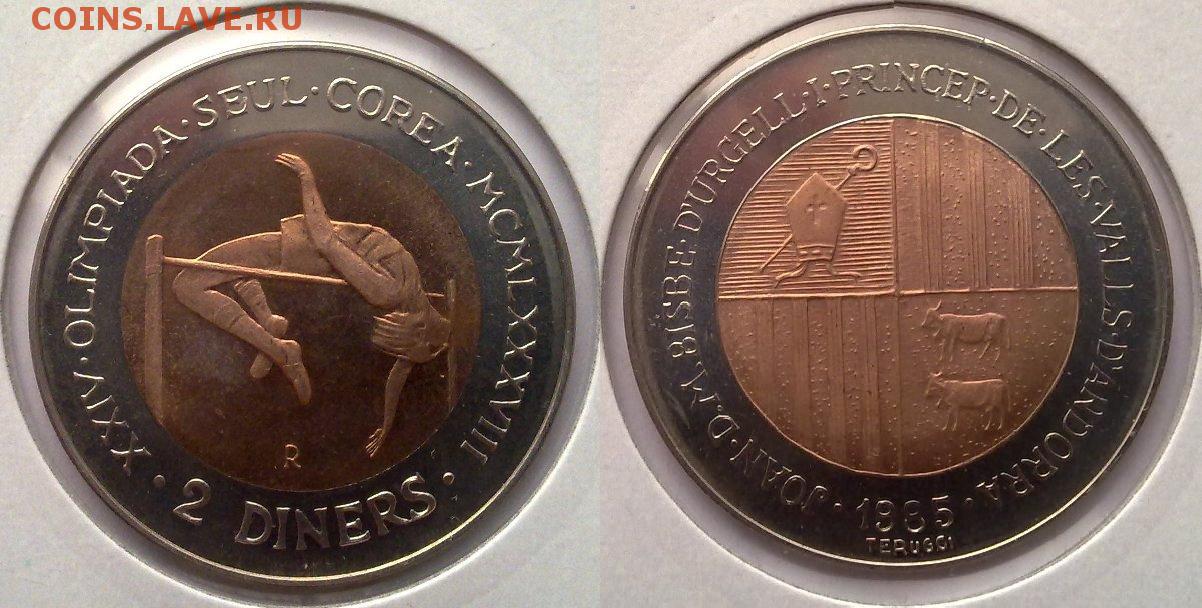 COINS.LAVE.RU
XXIV·OLIMPIADA·SEUL·COREA·MCMLXXXVIII
·2 DINERS·
R
JOAN·D.M.BISBE·D'URGELL·I·PRINCEP·DE·LES·VALLS·D'ANDORRA
·1985·
TERUGGI